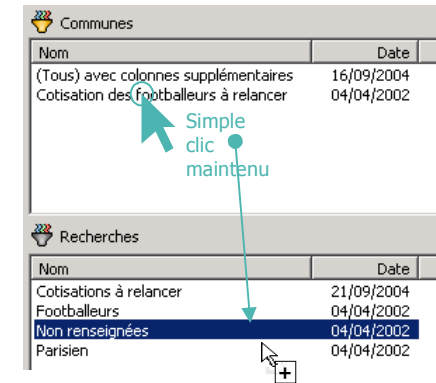 Communes
Nom Date
(Tous) avec colonnes supplémentaires 16/09/2004
Cotisation des footballeurs à relancer 04/04/2002
Simple
clic
maintenu
Recherches
Nom Date
Cotisations à relancer 21/09/2004
Footballeurs 04/04/2002
Non renseignées 04/04/2002
Parisien 04/04/2002